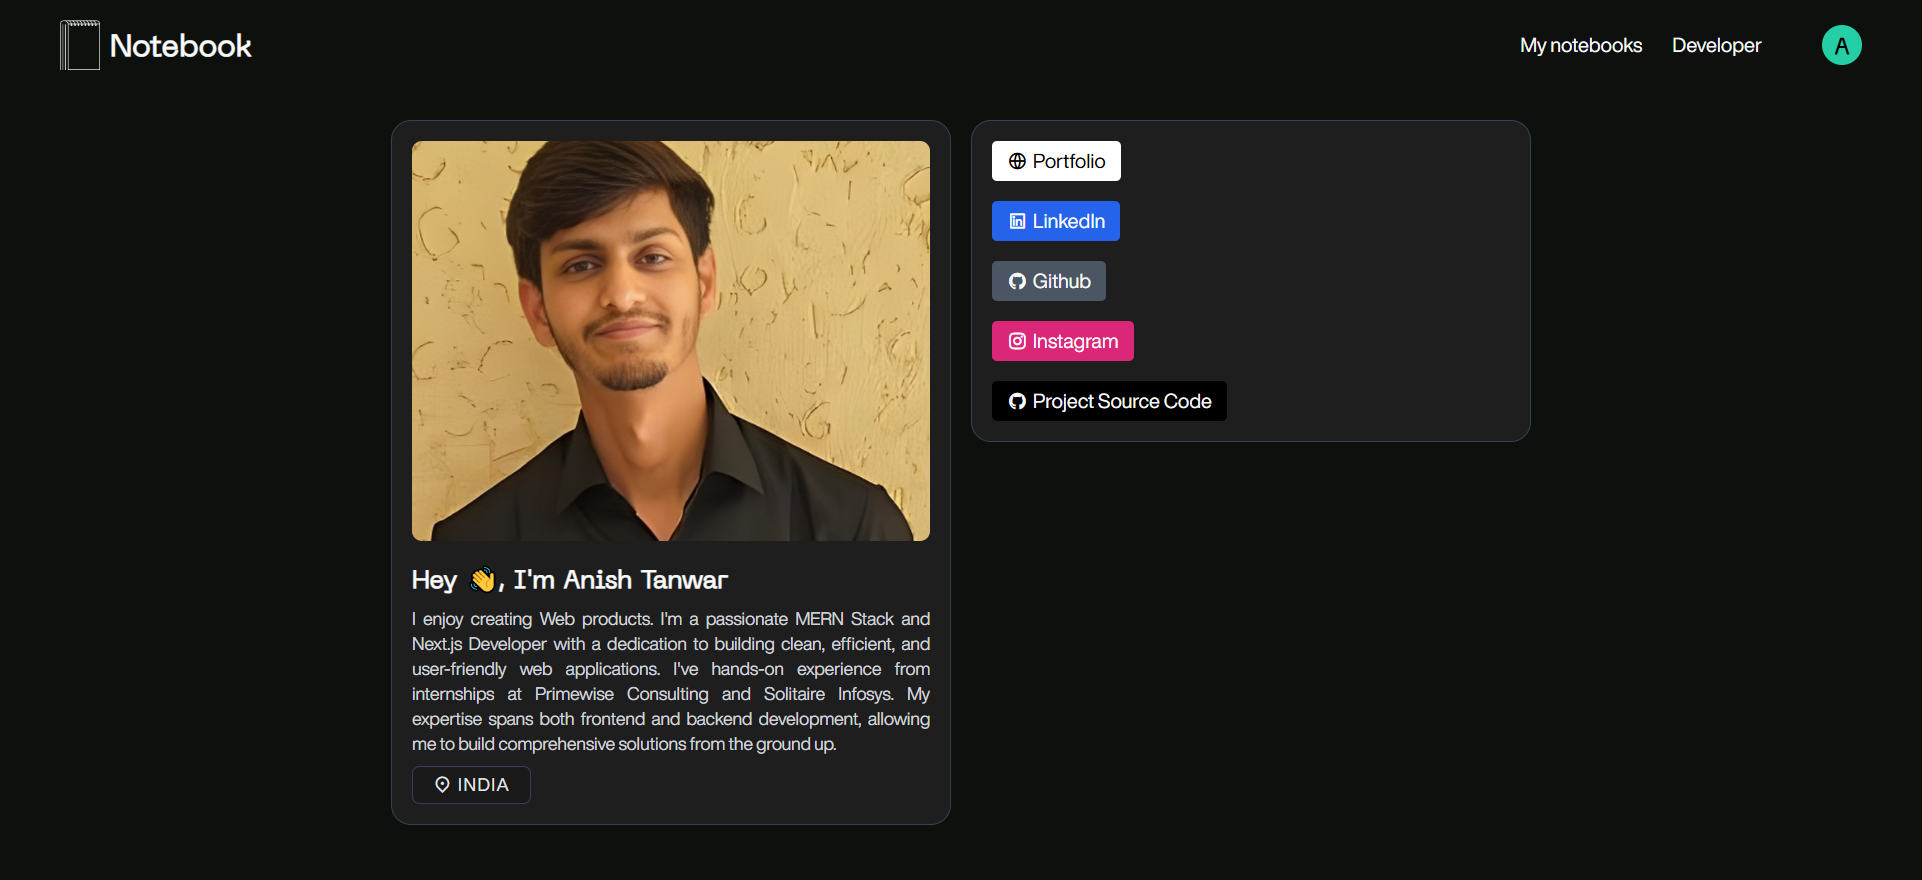 Notebook
My notebooks
Developer
A
Hey 👋, I'm Anish Tanwar
I enjoy creating Web products. I'm a passionate MERN Stack and
Next.js Developer with a dedication to building clean, efficient, and
user-friendly web applications. I've hands-on experience from
internships at Primewise Consulting and Solitaire Infosys. My
expertise spans both frontend and backend development, allowing
me to build comprehensive solutions from the ground up.
INDIA
Portfolio
LinkedIn
Github
Instagram
Project Source Code